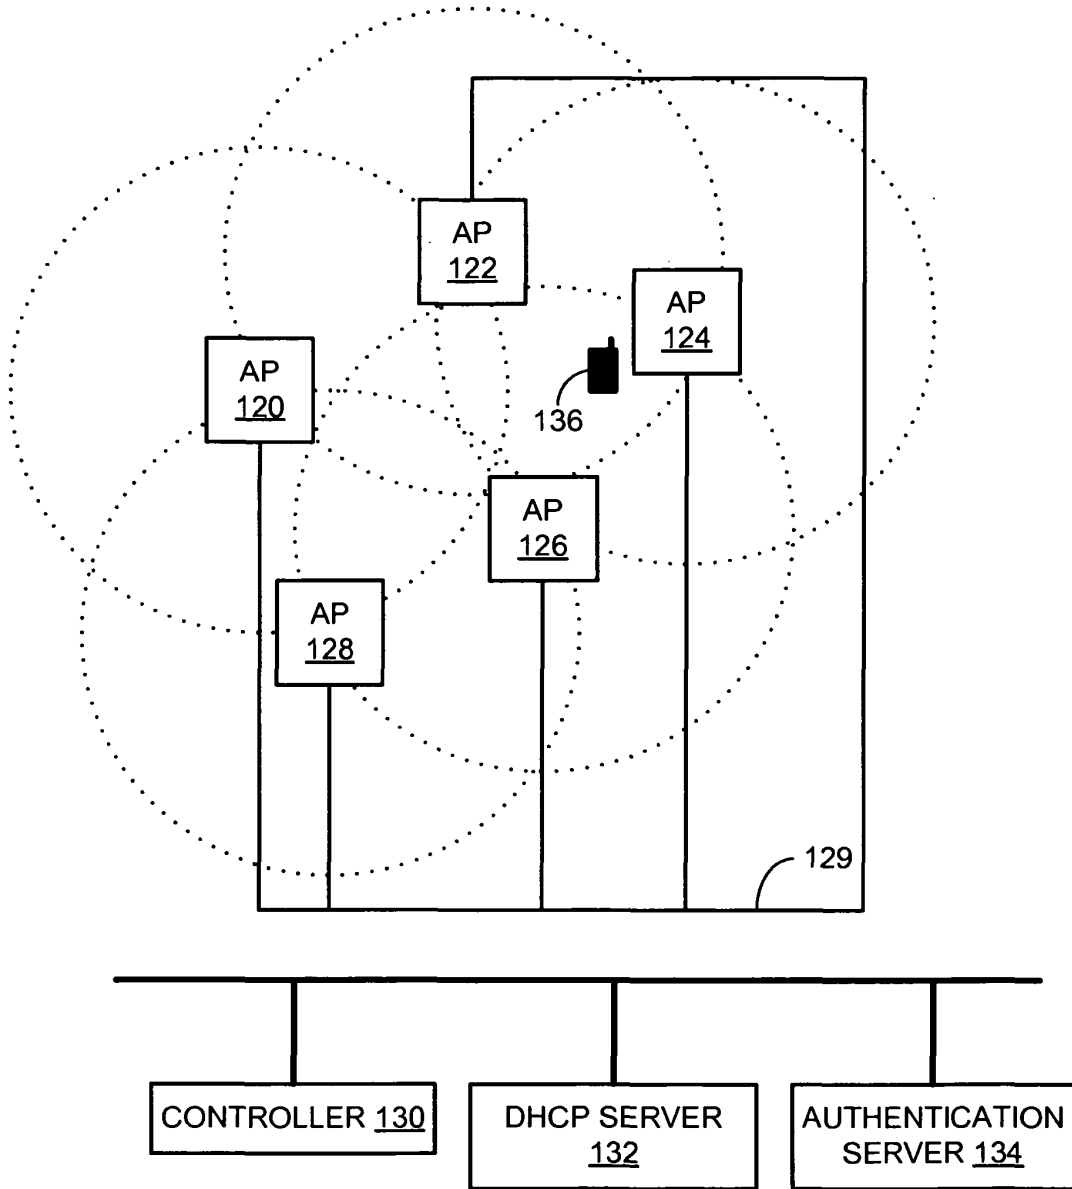 AP
122
AP
124
AP
120
136
AP
126
AP
128
129
CONTROLLER 130
DHCP SERVER
132
AUTHENTICATION
SERVER 134